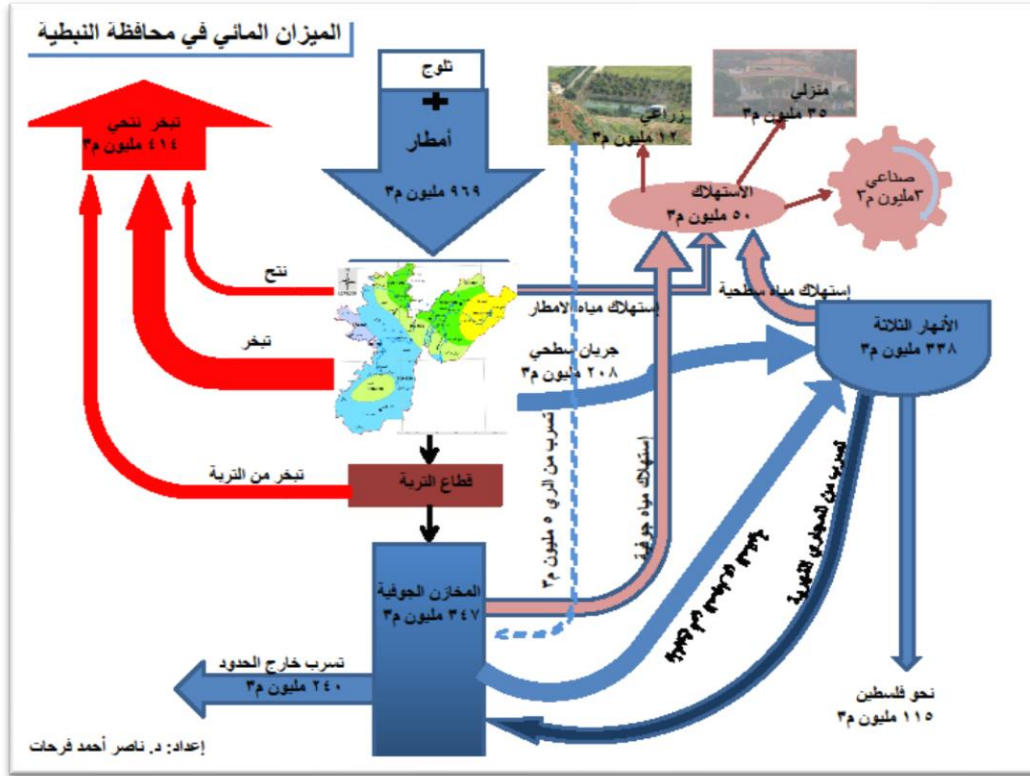 الميزان المائي في محافظة النبطية
ثلوج
+
أمطار
٩٦٩ مليون م٣
تبخر نتحي
٤١٤ مليون م٣
زراعي
١٢ مليون م٣
منزلي
٣٥ مليون م٣
صناعي
٣مليون م٣
الأستهلاك
٥٠ مليون م٣
نتح
إستهلاك مياه الامطار
إستهلاك مياه سطحية
الأنهار الثلاثة
٣٣٨ مليون م٣
تبخر
جريان سطحي
٢٠٨ مليون م٣
تبخر من التربة
قطاع التربة
تسرب من الري ٥ مليون م٣
إستهلاك مياه جوفية
تسرب من المجاري النهرية
المخازن الجوفية
٣٤٧ مليون م٣
تسرب خارج الحدود
٢٤٠ مليون م٣
نحو فلسطين
١١٥ مليون م٣
إعداد: د. ناصر أحمد فرحات